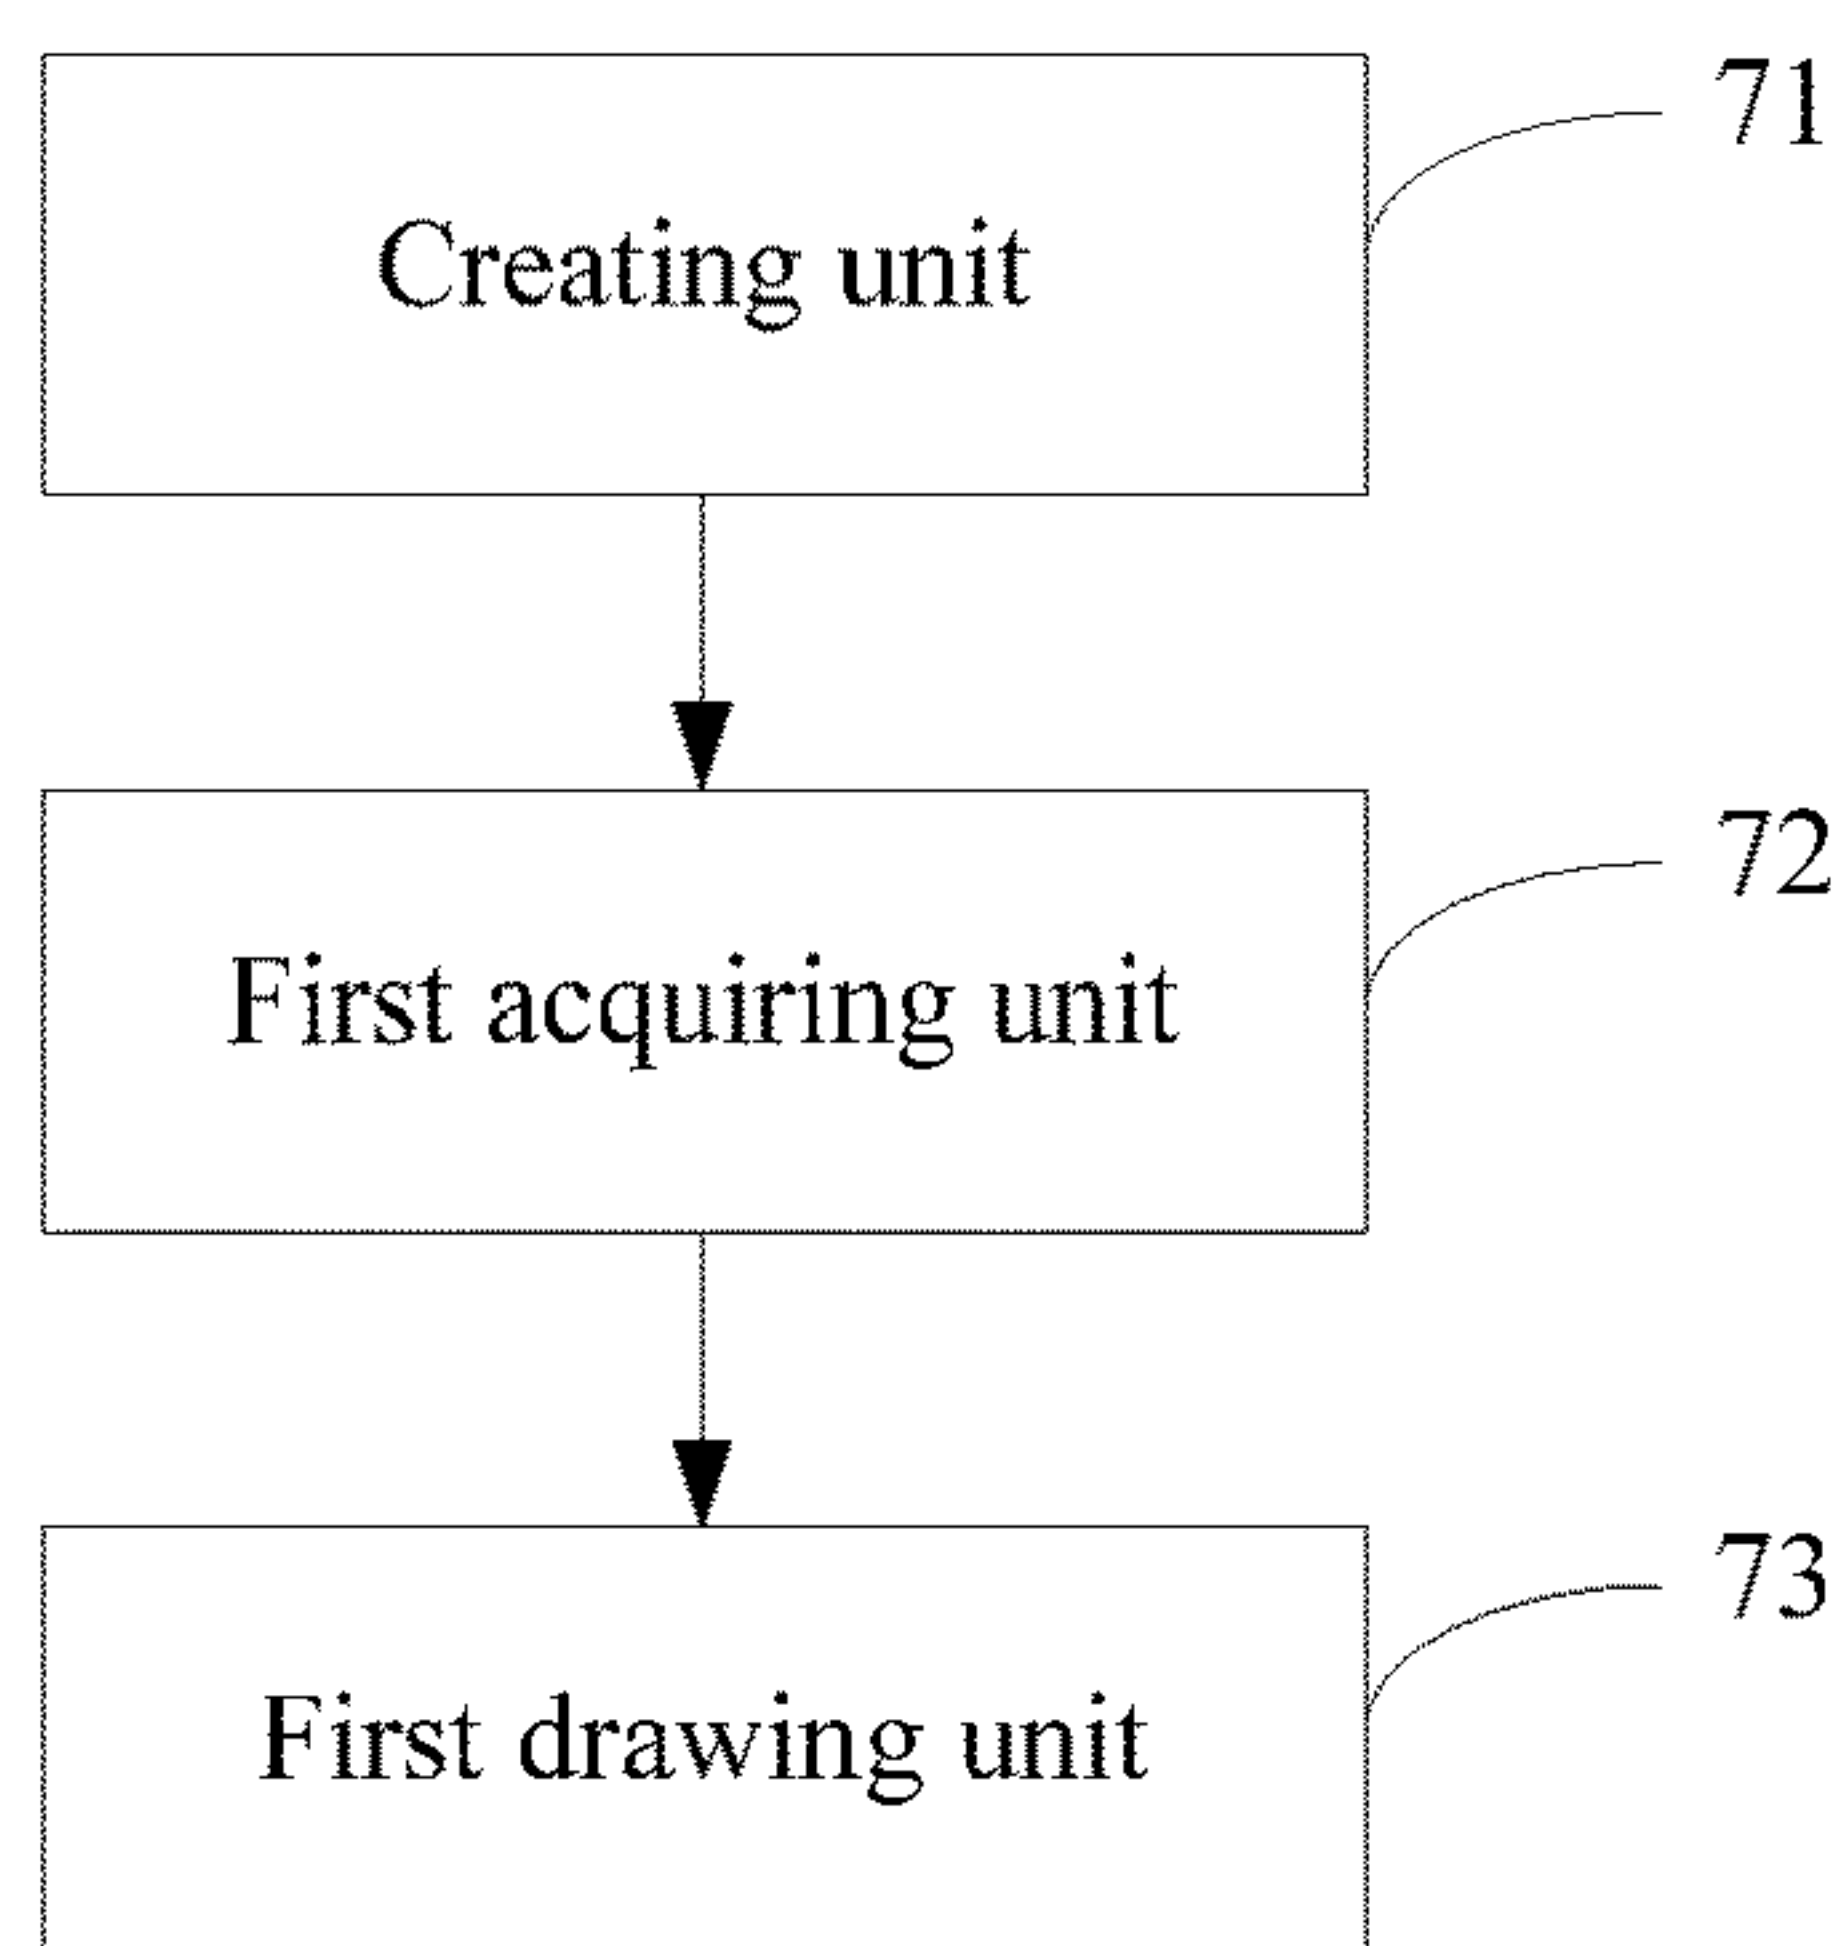 71
Creating unit
72
First acquiring unit
73
First drawing unit